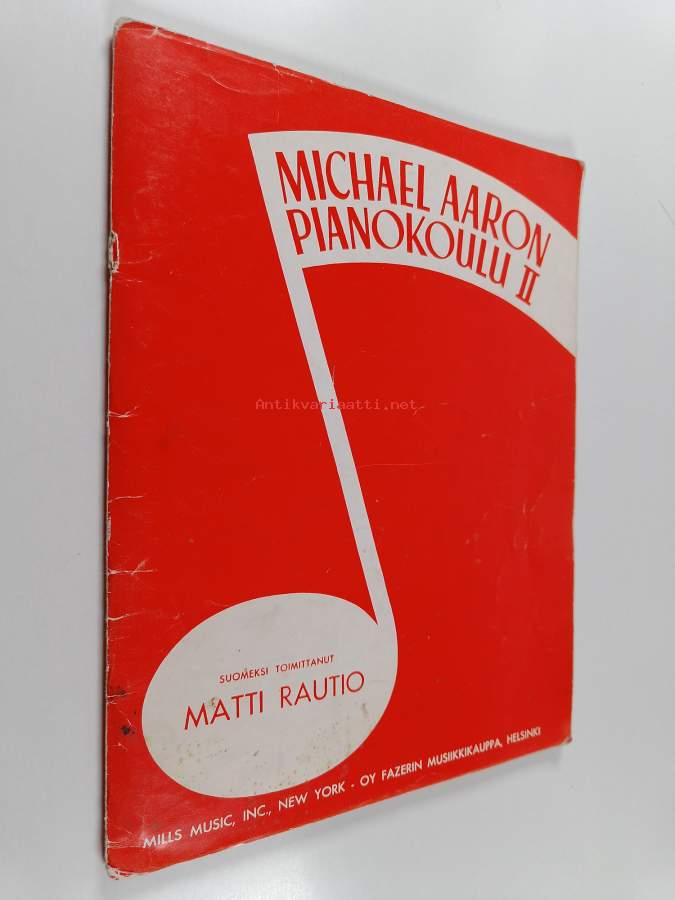 MICHAEL AARON
PIANOKOULU II
Antikvariaatti.net
SUOMEKSI TOIMITTANUT
MATTI RAUTIO
MILLS MUSIC, INC., NEW YORK - OY FAZERIN MUSIIKKIKAUPPA, HELSINKI